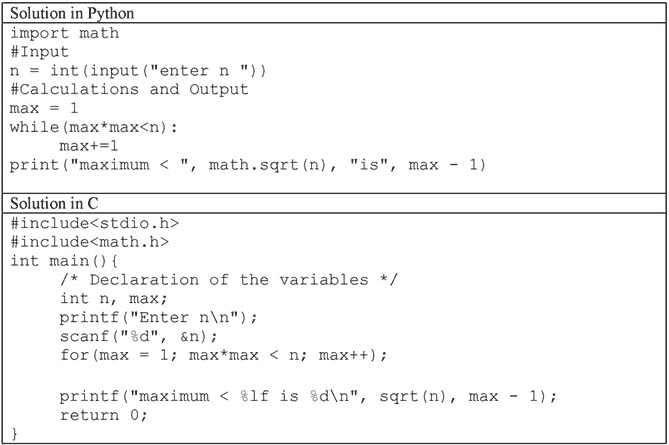 Solution in Python
import math
#Input
n = int(input("enter n "))
#Calculations and Output
max = 1
while(max*max<n):
     max+=1
print("maximum < ", math.sqrt(n), "is", max - 1)
Solution in C
#include<stdio.h>
#include<math.h>
int main(){
     /* Declaration of the variables */
     int n, max;
     printf("Enter n\n");
     scanf("%d", &n);
     for(max = 1; max*max < n; max++);
     printf("maximum < %lf is %d\n", sqrt(n), max - 1);
     return 0;
}